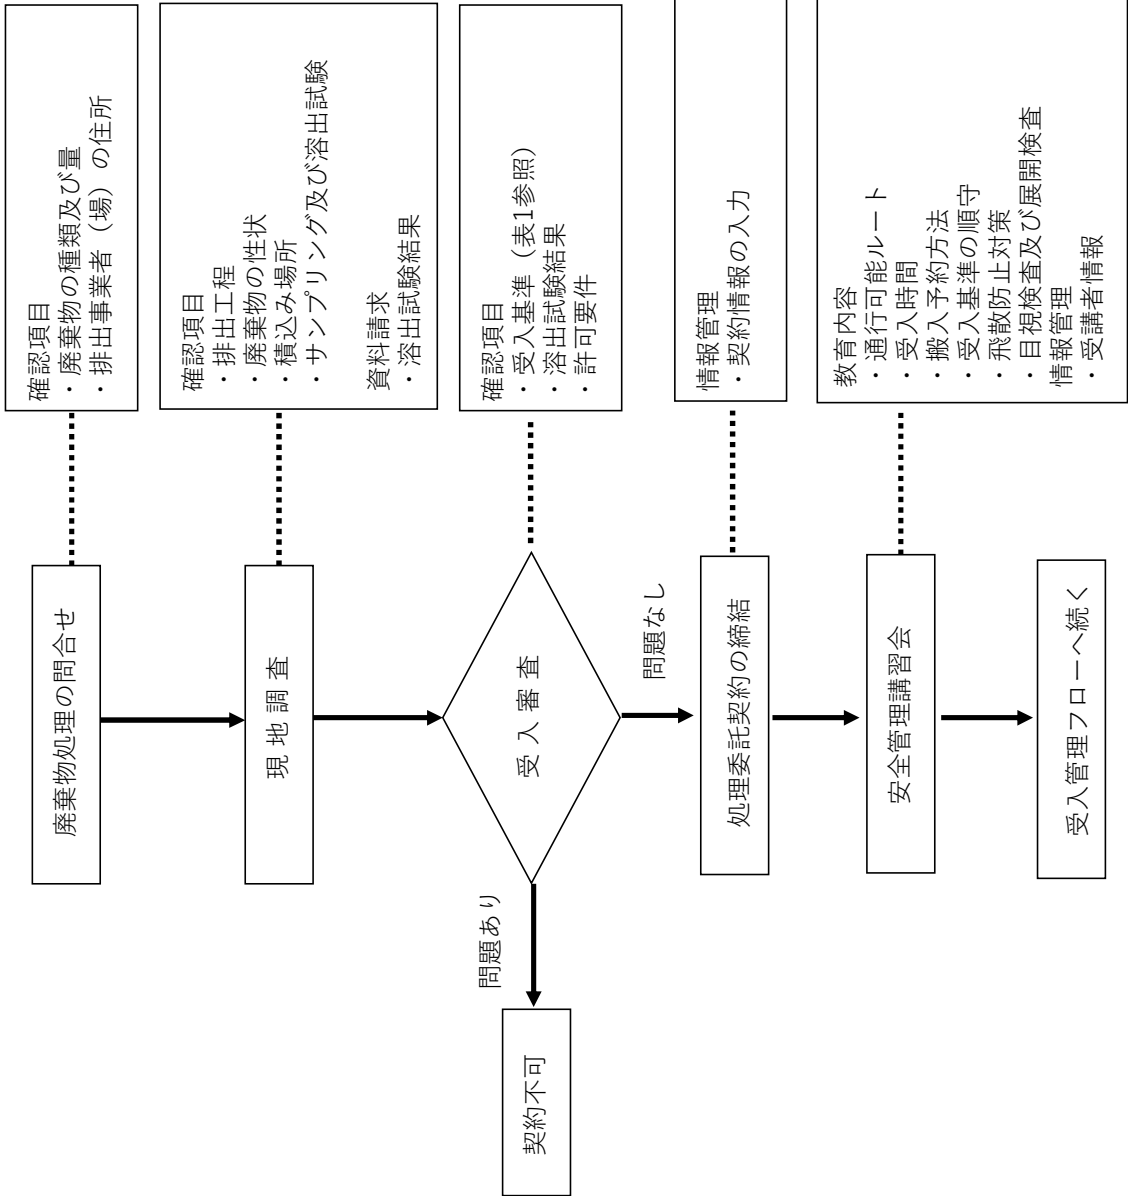 廃棄物処理の問合せ
確認項目
・廃棄物の種類及び量
・排出事業者（場）の住所
現 地 調 査
確認項目
・排出工程
・廃棄物の性状
・積込み場所
・サンプリング及び溶出試験
資料請求
・溶出試験結果
受 入 審 査
確認項目
・受入基準（表1参照）
・溶出試験結果
・許可要件
問題あり
契約不可
問題なし
処理委託契約の締結
情報管理
・契約情報の入力
安全管理講習会
教育内容
・通行可能ルート
・受入時間
・搬入予約方法
・受入基準の順守
・飛散防止対策
・目視検査及び展開検査
情報管理
・受講者情報
受入管理フローへ続く